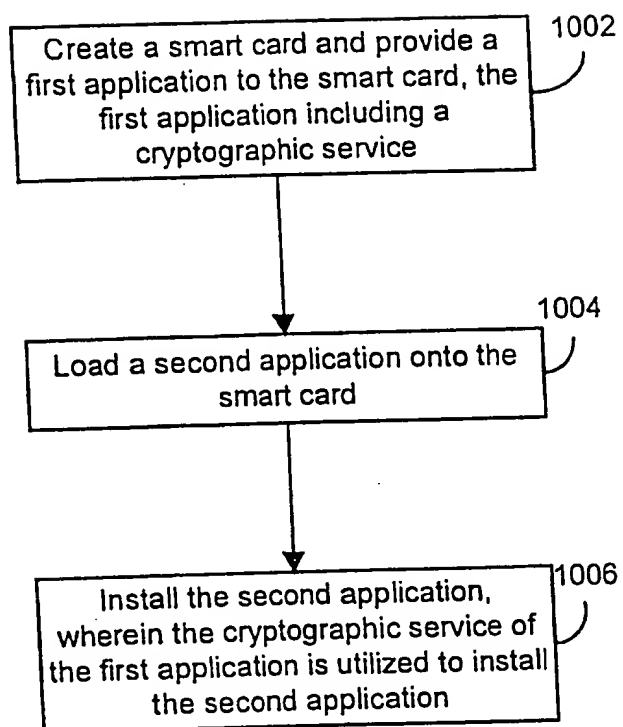 Create a smart card and provide a
first application to the smart card, the
first application including a
cryptographic service
1002
Load a second application onto the
smart card
1004
Install the second application,
wherein the cryptographic service of
the first application is utilized to install
the second application
1006